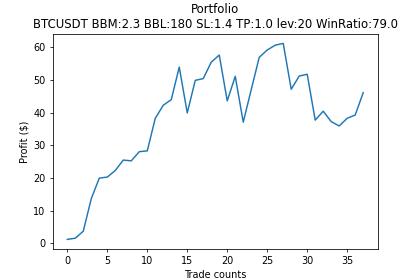 Portfolio
BTCUSDT BBM:2.3 BBL:180 SL:1.4 TP:1.0 lev:20 WinRatio:79.0
60
50
40
30
20
10
0
Profit ($)
0 5 10 15 20 25 30 35
Trade counts